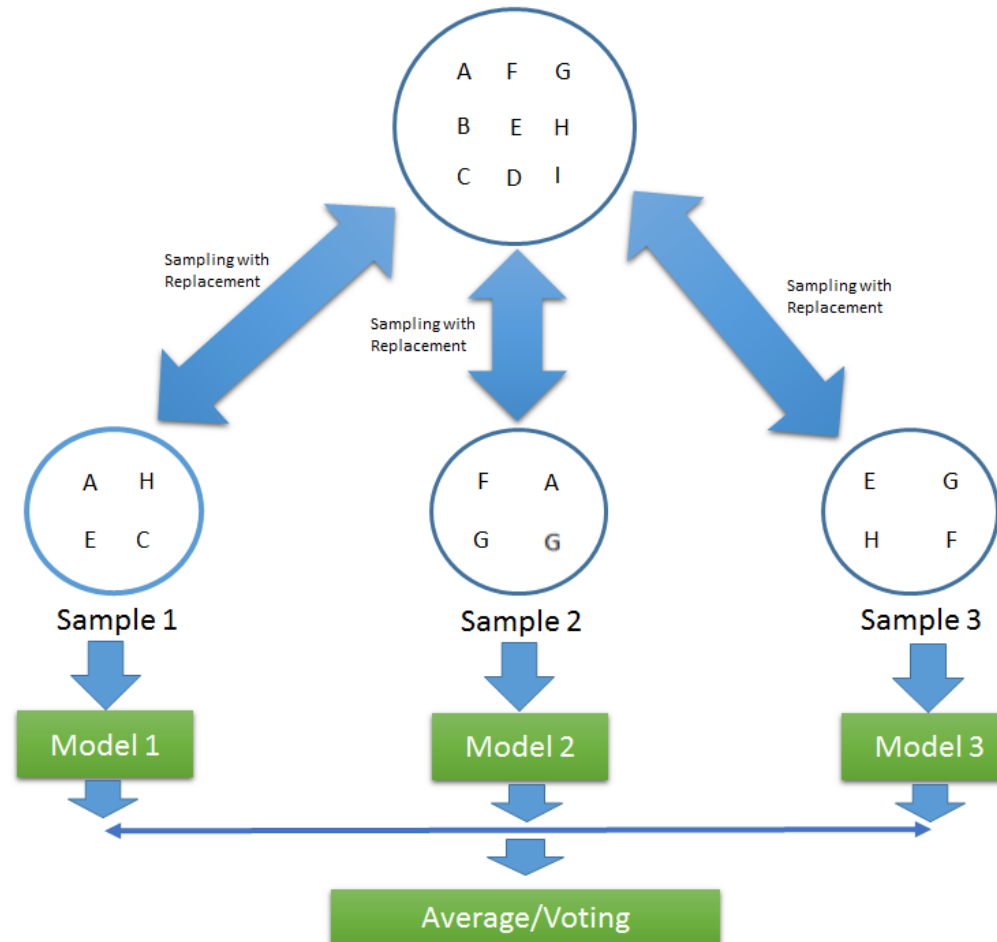 A F G
B E H
C D I
Sampling with
Replacement
Sampling with
Replacement
Sampling with
Replacement
A H
E C
F A
G G
E G
H F
Sample 1
Sample 2
Sample 3
Model 1
Model 2
Model 3
Average/Voting